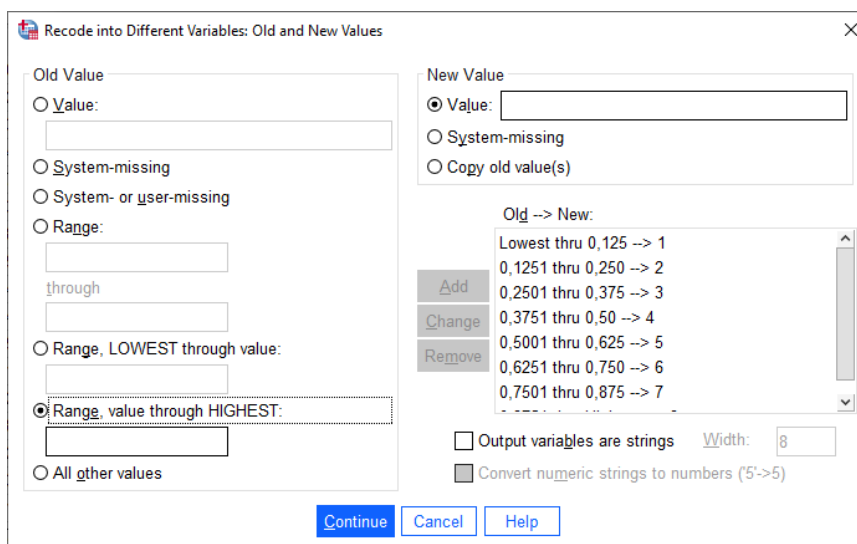 Recode into Different Variables: Old and New Values
Old Value
Value:
System-missing
System- or user-missing
Range:
through
Range, LOWEST through value:
Range, value through HIGHEST:
All other values
New Value
Value:
System-missing
Copy old value(s)
Old --> New:
Lowest thru 0,125 --> 1
0,1251 thru 0,250 --> 2
0,2501 thru 0,375 --> 3
0,3751 thru 0,50 --> 4
0,5001 thru 0,625 --> 5
0,6251 thru 0,750 --> 6
0,7501 thru 0,875 --> 7
Add
Change
Remove
Output variables are strings Width: 8
Convert numeric strings to numbers ('5'->5)
Continue Cancel Help